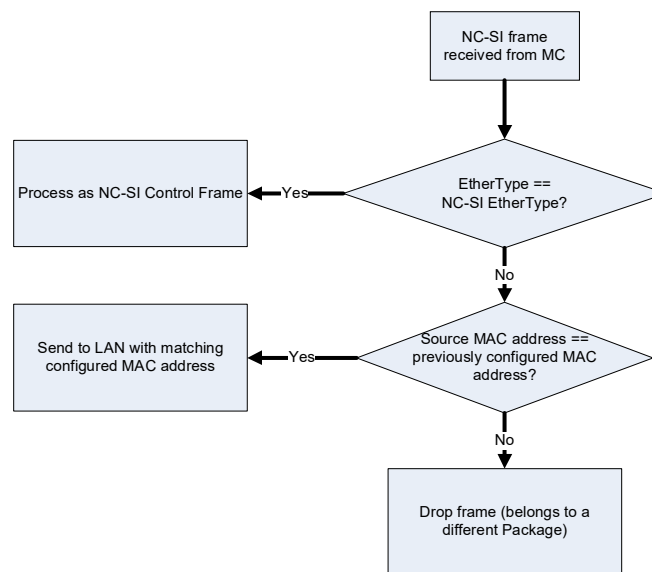 NC-SI frame
received from MC
EtherType ==
NC-SI EtherType?
Yes
Process as NC-SI Control Frame
No
Source MAC address ==
previously configured MAC
address?
Yes
Send to LAN with matching
configured MAC address
No
Drop frame (belongs to a
different Package)